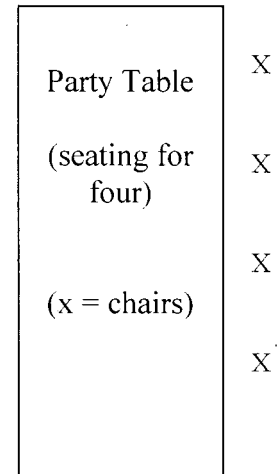 Party Table
(seating for
four)
(x = chairs)
X
X
X
X